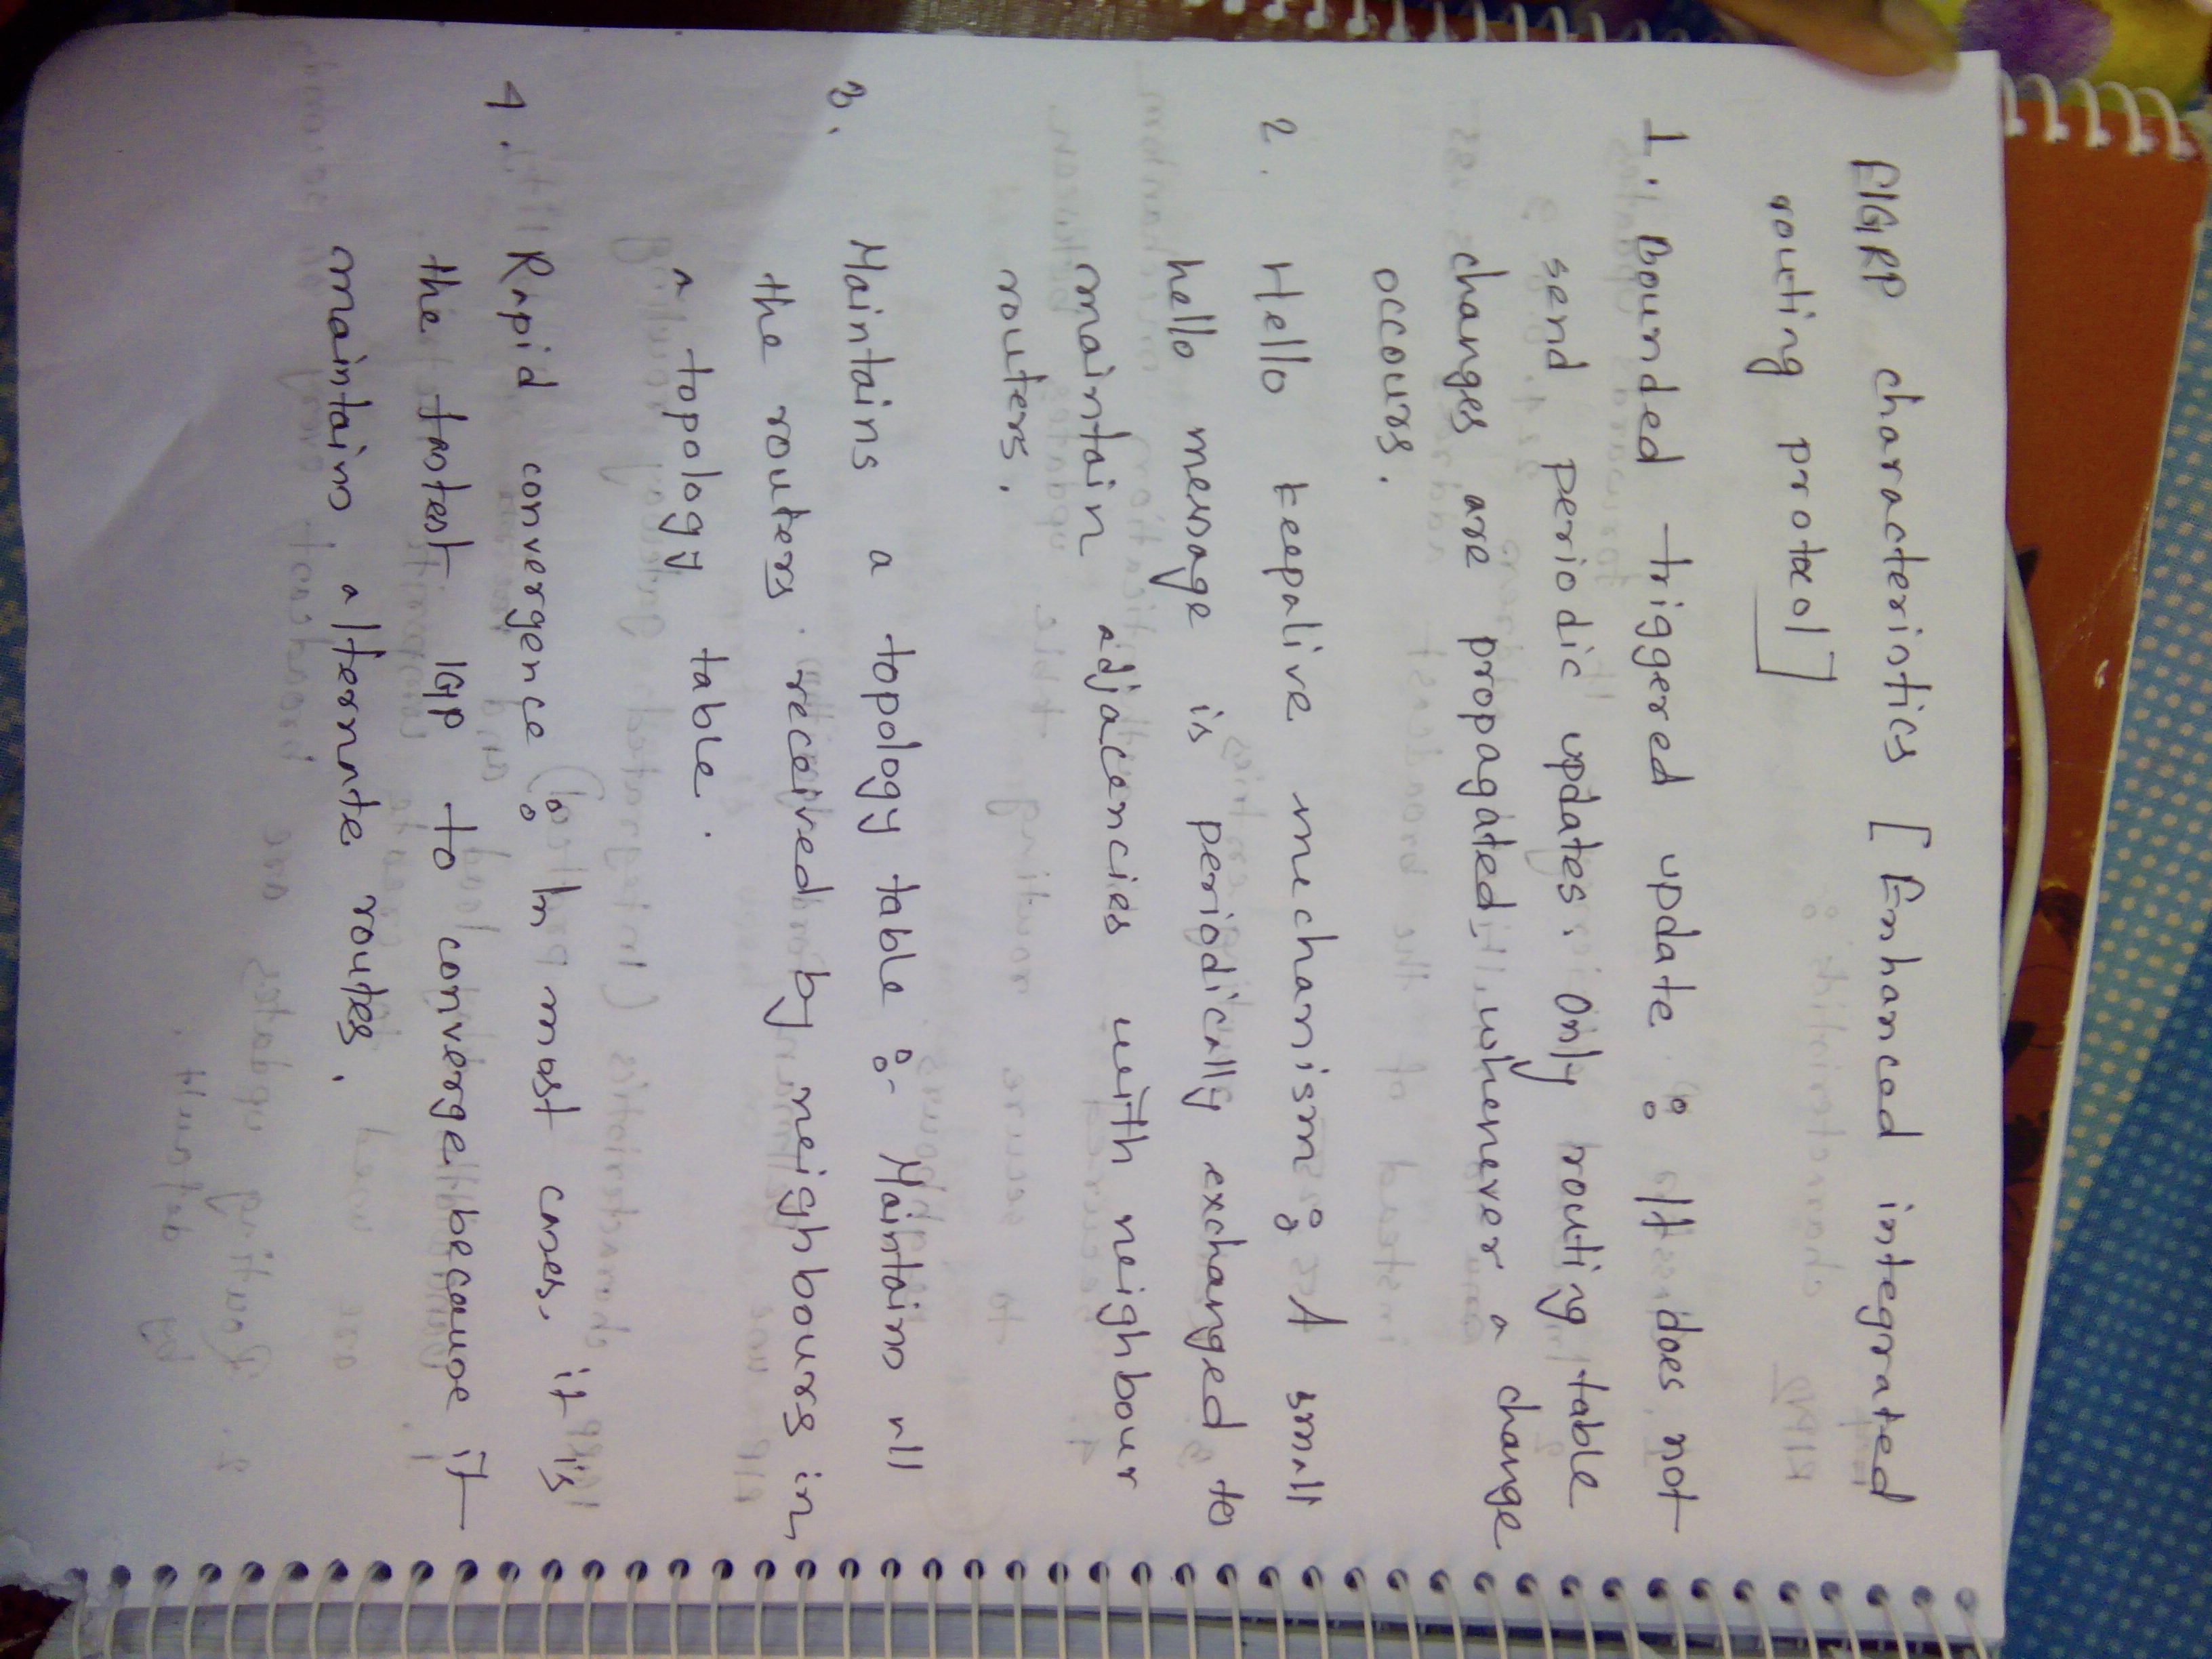 EIGRP characteristics [Enhanced integrated
routing protocol]
1. Bounded triggered update : It does not
send periodic updates. Only routing table
changes are propagated, whenever a change
occours.
2. Hello keepalive mechanism : A small
hello message is periodically exchanged to
maintain adjacencies with neighbour
routers.
3. Maintains a topology table :- Maintains all
the routers received by neighbours in
a topology table.
4. Rapid convergence : In most cases, it is
the fastest IGP to converge because it
maintains alternate routes.